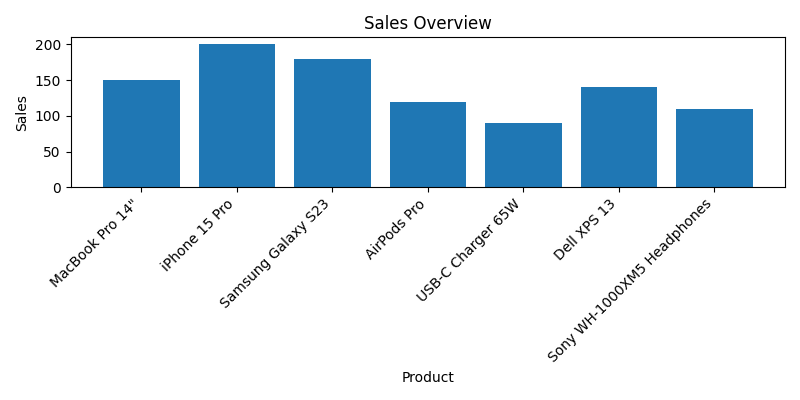 Sales Overview
Sales
200
150
100
50
0
MacBook Pro 14"
iPhone 15 Pro
Samsung Galaxy S23
AirPods Pro
USB-C Charger 65W
Dell XPS 13
Sony WH-1000XM5 Headphones
Product